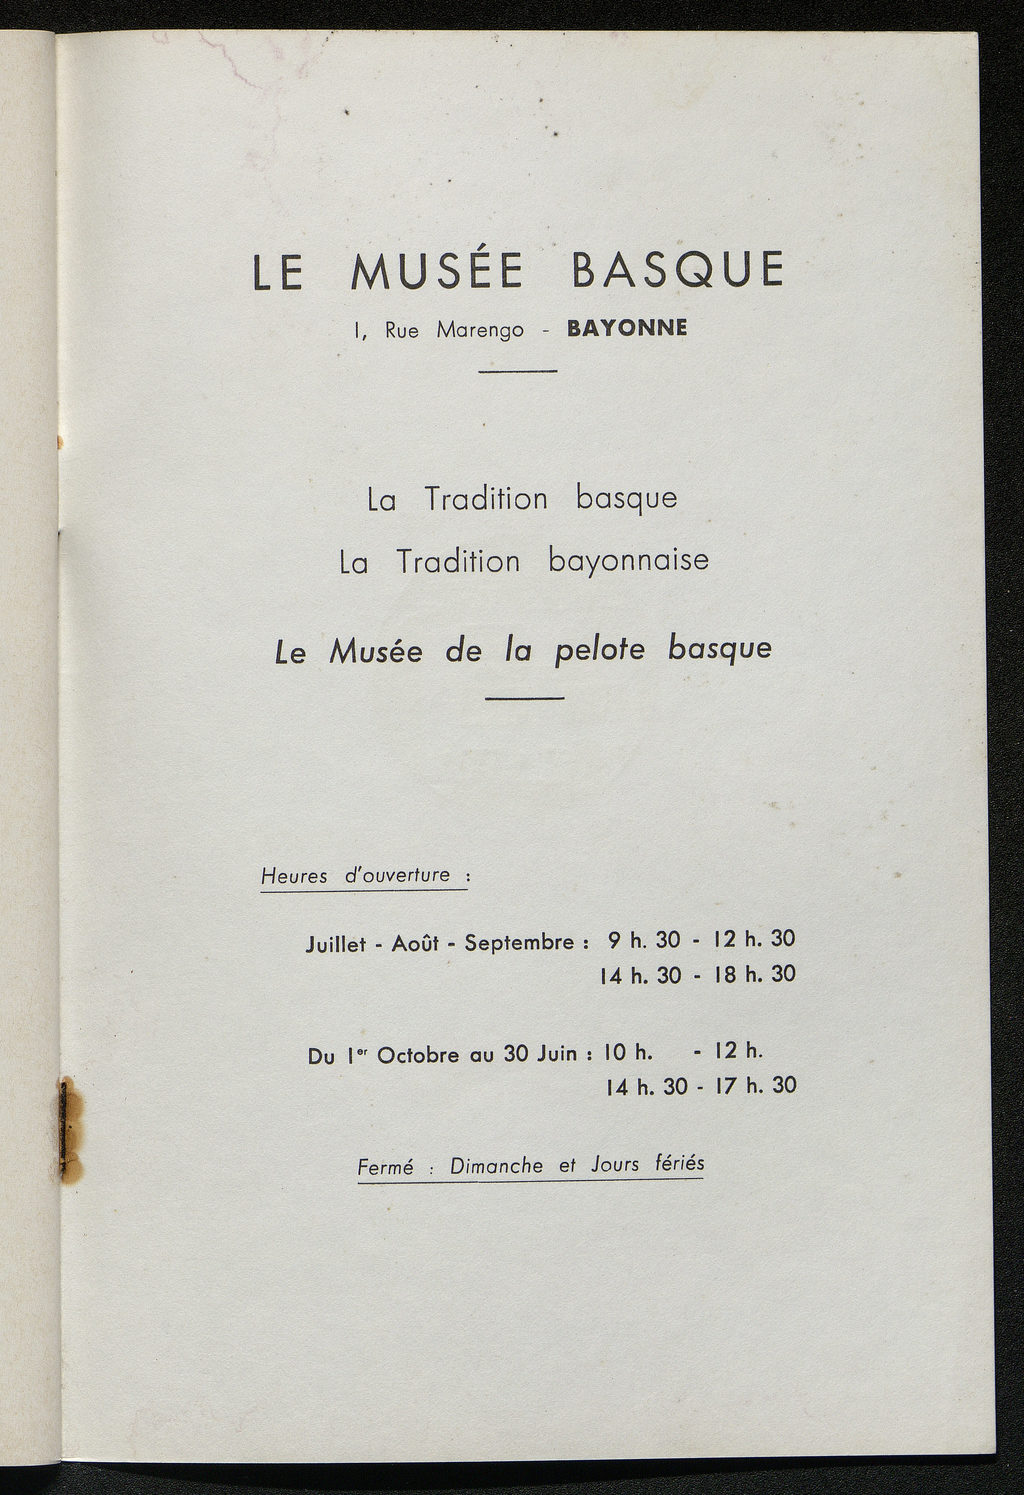 LE MUSÉE BASQUE
1, Rue Marengo - BAYONNE
La Tradition basque
La Tradition bayonnaise
Le Musée de la pelote basque
Heures d'ouverture :
Juillet - Août - Septembre : 9 h. 30 - 12 h. 30
14 h. 30 - 18 h. 30
Du 1er Octobre au 30 Juin : 10 h. - 12 h.
14 h. 30 - 17 h. 30
Fermé : Dimanche et Jours fériés